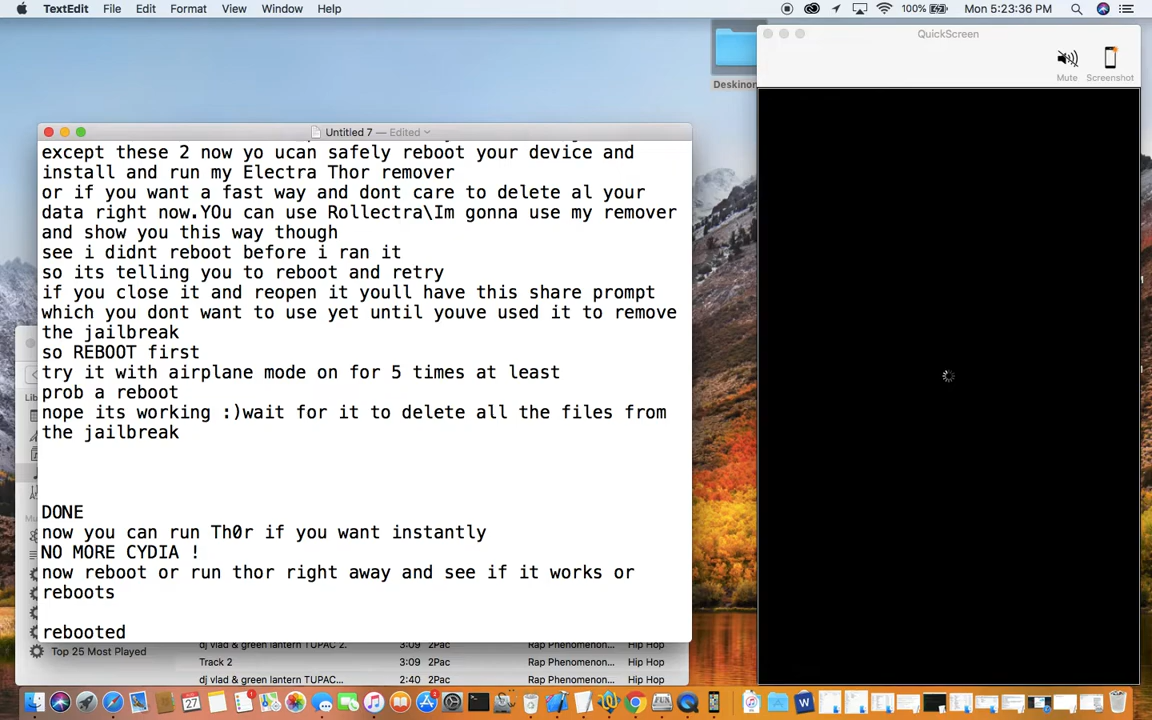 TextEdit File Edit Format View Window Help 100% Mon 5:23:36 PM
QuickScreen
Mute Screenshot
Untitled 7 — Edited
except these 2 now yo ucan safely reboot your device and
install and run my Electra Thor remover
or if you want a fast way and dont care to delete al your
data right now.YOu can use Rollectra\Im gonna use my remover
and show you this way though
see i didnt reboot before i ran it
so its telling you to reboot and retry
if you close it and reopen it youll have this share prompt
which you dont want to use yet until youve used it to remove
the jailbreak
so REBOOT first
try it with airplane mode on for 5 times at least
prob a reboot
nope its working :)wait for it to delete all the files from
the jailbreak
DONE
now you can run Th0r if you want instantly
NO MORE CYDIA !
now reboot or run thor right away and see if it works or
reboots
rebooted
dj vlad & green lantern TUPAC 2. 3:09 2Pac Rap Phenomenon... Hip Hop
Top 25 Most Played
Track 2 3:09 2Pac Rap Phenomenon... Hip Hop
2:40 2Pac Rap Phenomenon... Hip Hop